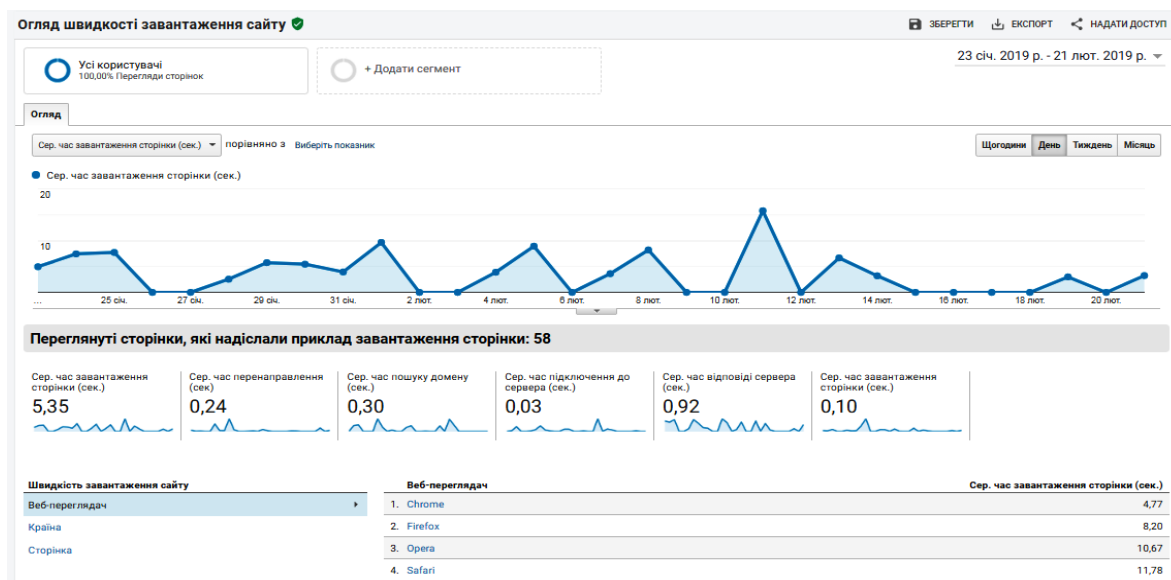 Огляд швидкості завантаження сайту
ЗБЕРЕГТИ ЕКСПОРТ НАДАТИ ДОСТУП
Усі користувачі
100,00% Перегляди сторінок
+ Додати сегмент
23 січ. 2019 р. - 21 лют. 2019 р.
Огляд
Сер. час завантаження сторінки (сек.) порівняно з Виберіть показник
Щогодини День Тиждень Місяць
Сер. час завантаження сторінки (сек.)
20
10
... 25 січ. 27 січ. 29 січ. 31 січ. 2 лют. 4 лют. 6 лют. 8 лют. 10 лют. 12 лют. 14 лют. 16 лют. 18 лют. 20 лют.
Переглянуті сторінки, які надіслали приклад завантаження сторінки: 58
Сер. час завантаження сторінки (сек.)
5,35
Сер. час перенаправлення (сек)
0,24
Сер. час пошуку домену (сек.)
0,30
Сер. час підключення до сервера (сек.)
0,03
Сер. час відповіді сервера (сек.)
0,92
Сер. час завантаження сторінки (сек.)
0,10
Швидкість завантаження сайту
Веб-переглядач
Країна
Сторінка
Веб-переглядач Сер. час завантаження сторінки (сек.)
1. Chrome 4,77
2. Firefox 8,20
3. Opera 10,67
4. Safari 11,78